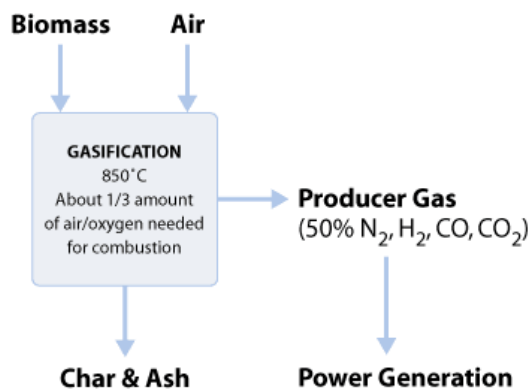 Biomass Air
GASIFICATION
850˚C
About 1/3 amount
of air/oxygen needed
for combustion
Producer Gas
(50% N₂, H₂, CO, CO₂)
Char & Ash Power Generation